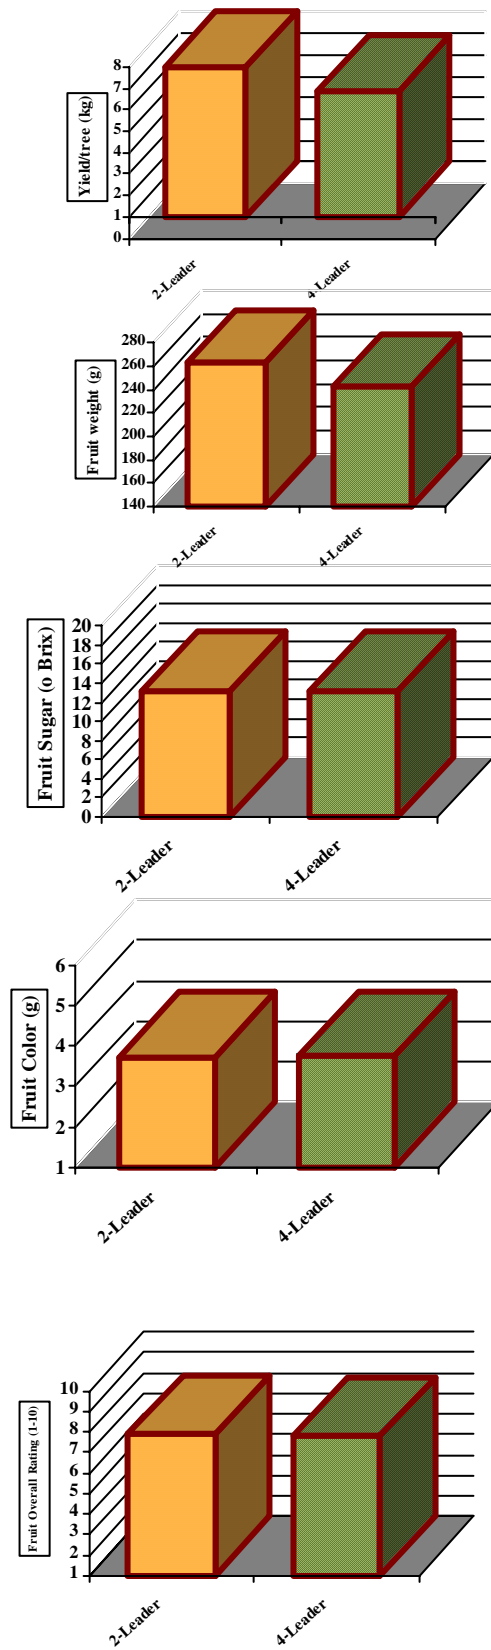 Yield/tree (kg)
8
7
6
5
4
3
2
1
0
2-Leader
4-Leader
Fruit weight (g)
280
260
240
220
200
180
160
140
2-Leader
4-Leader
Fruit Sugar (o Brix)
20
18
16
14
12
10
8
6
4
2
0
2-Leader
4-Leader
Fruit Color (g)
6
5
4
3
2
1
2-Leader
4-Leader
Fruit Overall Rating (1-10)
10
9
8
7
6
5
4
3
2
1
2-Leader
4-Leader